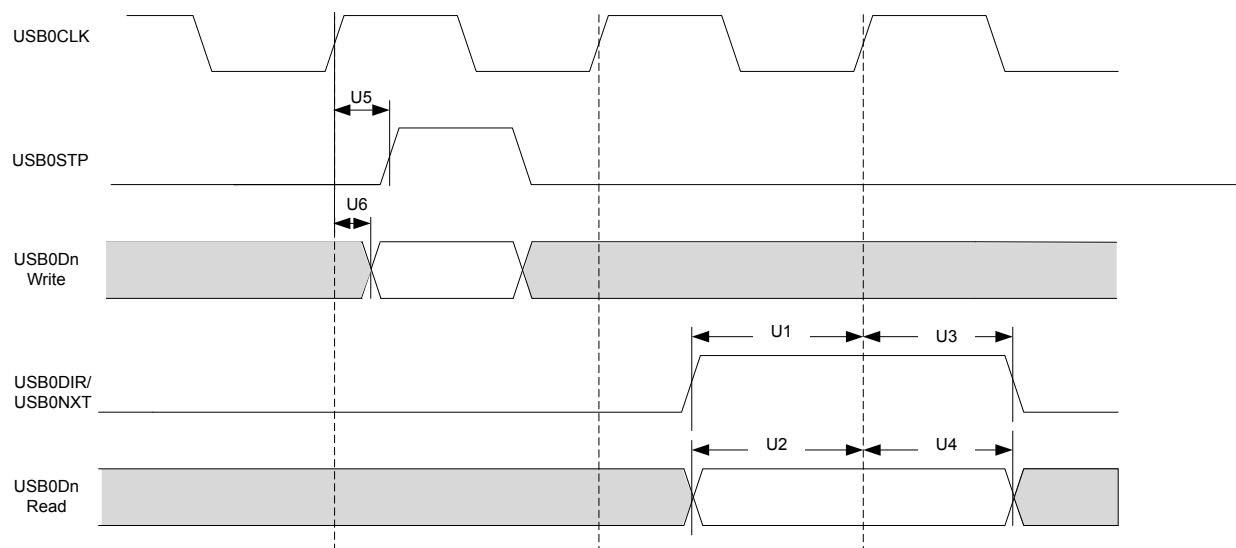 USB0CLK
U5
USB0STP
U6
USB0Dn
Write
U1
U3
USB0DIR/
USB0NXT
U2
U4
USB0Dn
Read